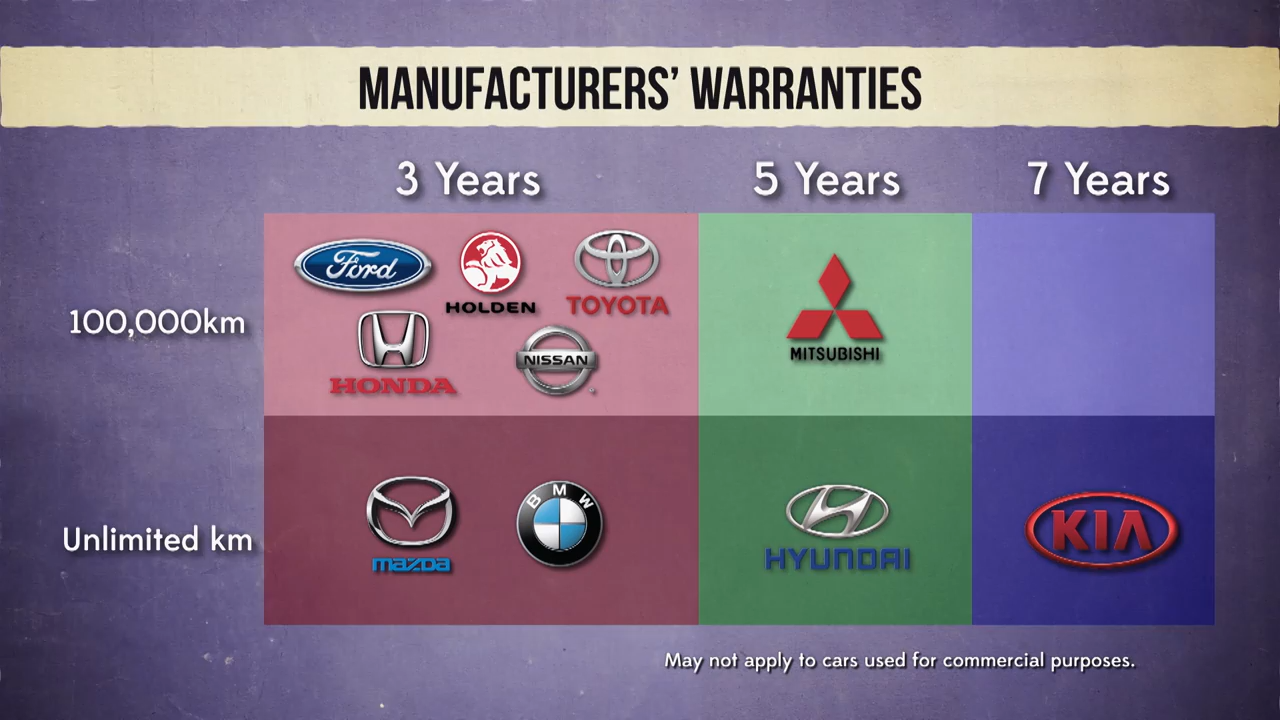 MANUFACTURERS' WARRANTIES
3 Years 5 Years 7 Years
100,000km
Ford
HOLDEN
TOYOTA
HONDA
NISSAN
MITSUBISHI
Unlimited km
mazda
BMW
HYUNDAI
KIA
May not apply to cars used for commercial purposes.